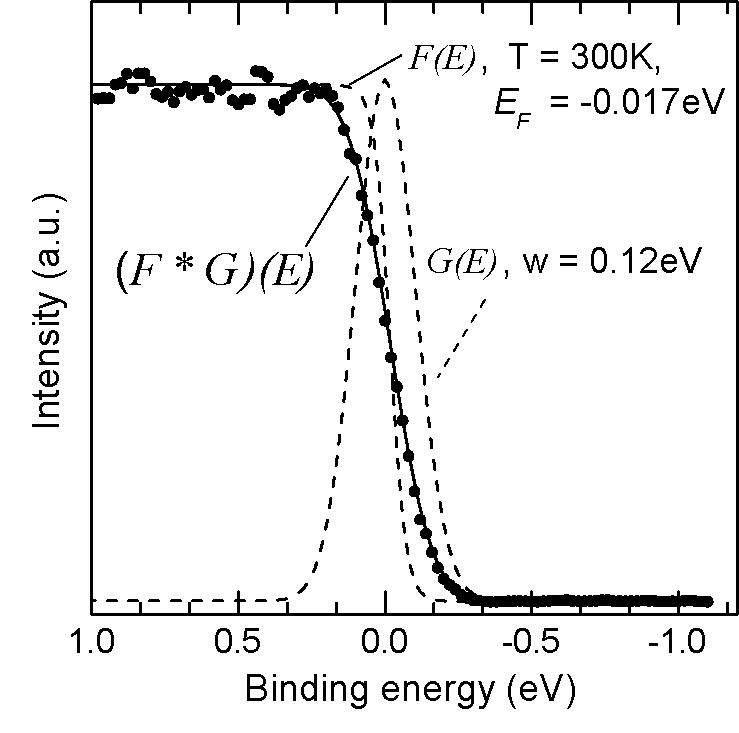 F(E), T = 300K,
E_F = -0.017eV
(F * G)(E)
G(E), w = 0.12eV
Intensity (a.u.)
1.0 0.5 0.0 -0.5 -1.0
Binding energy (eV)